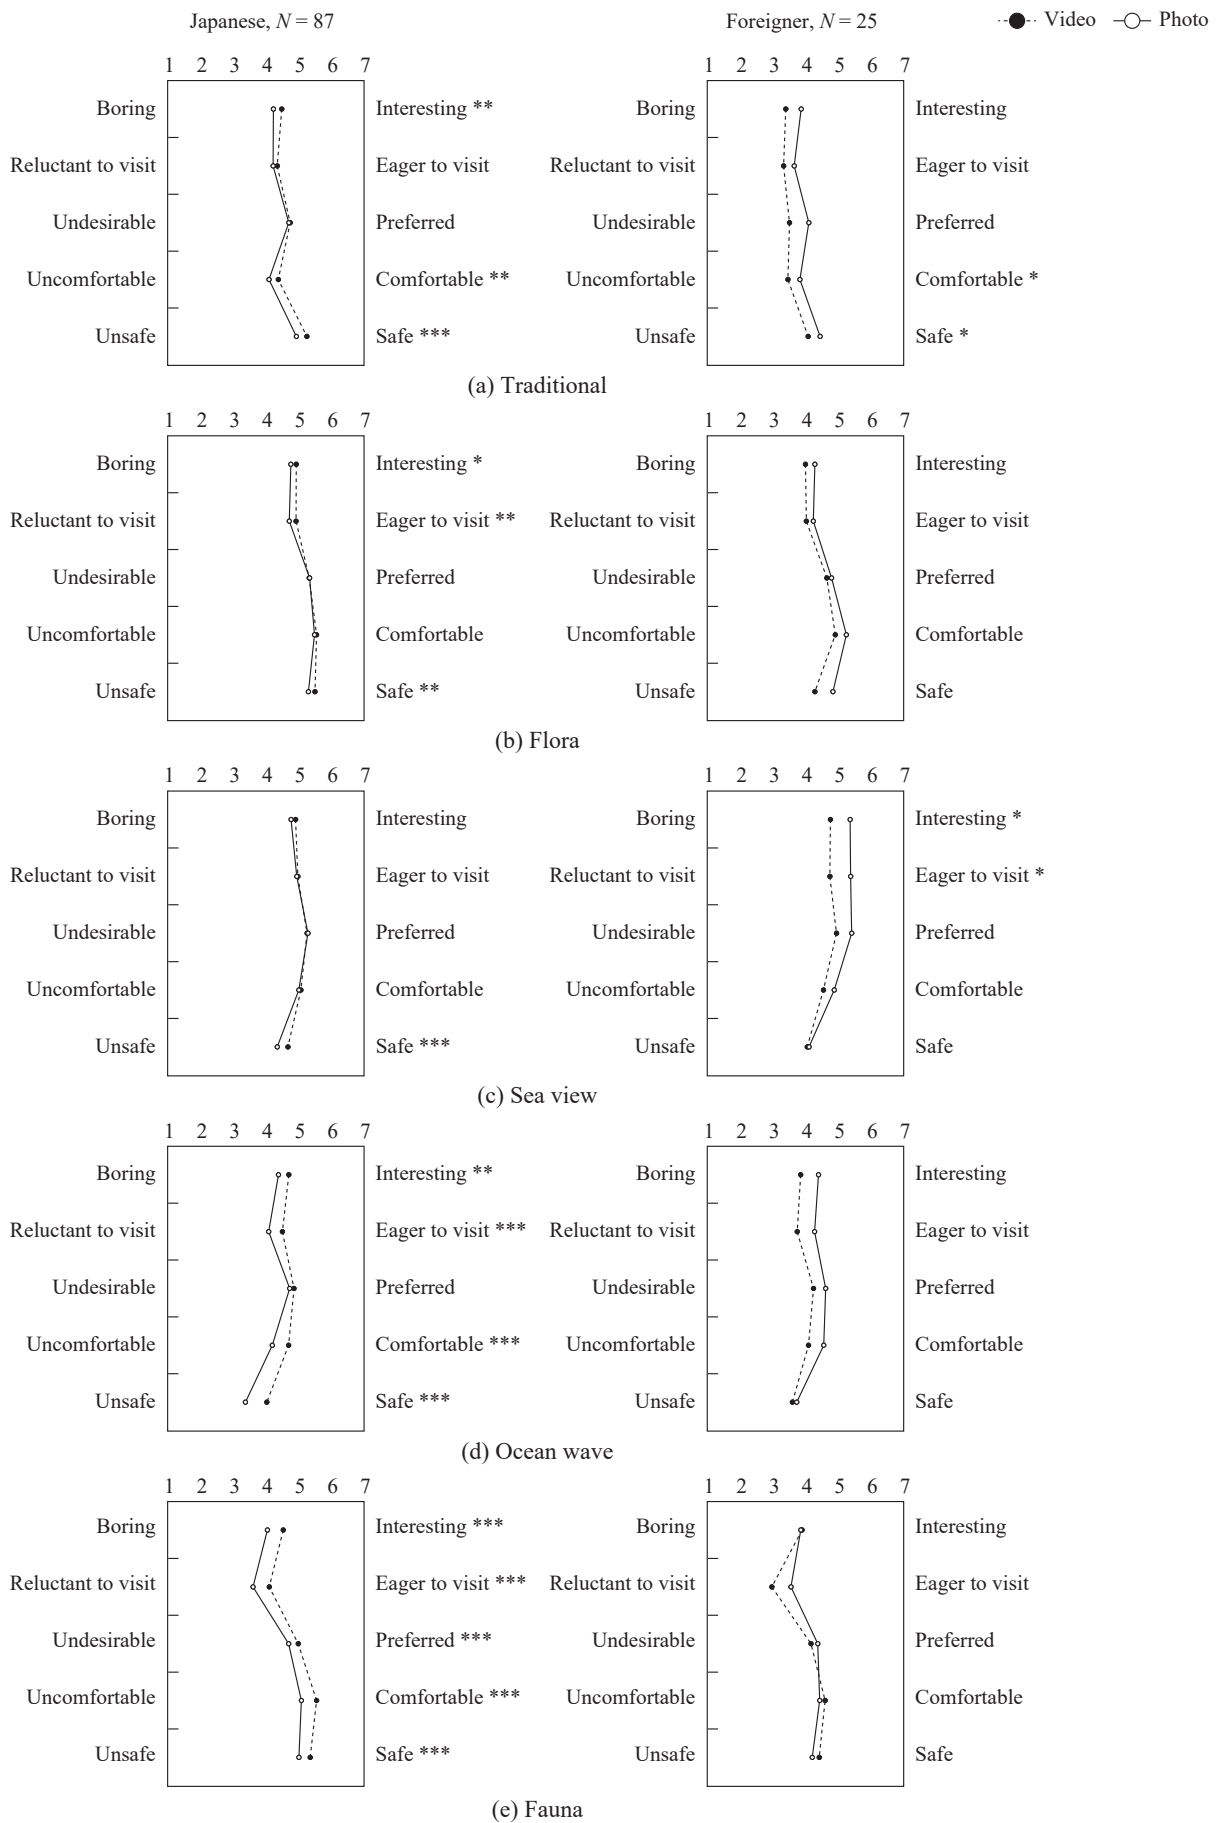 Japanese, N = 87 Foreigner, N = 25 Video Photo
1 2 3 4 5 6 7 1 2 3 4 5 6 7
Boring Interesting ** Boring Interesting
Reluctant to visit Eager to visit Reluctant to visit Eager to visit
Undesirable Preferred Undesirable Preferred
Uncomfortable Comfortable ** Uncomfortable Comfortable *
Unsafe Safe *** Unsafe Safe *
(a) Traditional
1 2 3 4 5 6 7 1 2 3 4 5 6 7
Boring Interesting * Boring Interesting
Reluctant to visit Eager to visit ** Reluctant to visit Eager to visit
Undesirable Preferred Undesirable Preferred
Uncomfortable Comfortable Uncomfortable Comfortable
Unsafe Safe ** Unsafe Safe
(b) Flora
1 2 3 4 5 6 7 1 2 3 4 5 6 7
Boring Interesting Boring Interesting *
Reluctant to visit Eager to visit Reluctant to visit Eager to visit *
Undesirable Preferred Undesirable Preferred
Uncomfortable Comfortable Uncomfortable Comfortable
Unsafe Safe *** Unsafe Safe
(c) Sea view
1 2 3 4 5 6 7 1 2 3 4 5 6 7
Boring Interesting ** Boring Interesting
Reluctant to visit Eager to visit *** Reluctant to visit Eager to visit
Undesirable Preferred Undesirable Preferred
Uncomfortable Comfortable *** Uncomfortable Comfortable
Unsafe Safe *** Unsafe Safe
(d) Ocean wave
1 2 3 4 5 6 7 1 2 3 4 5 6 7
Boring Interesting *** Boring Interesting
Reluctant to visit Eager to visit *** Reluctant to visit Eager to visit
Undesirable Preferred *** Undesirable Preferred
Uncomfortable Comfortable *** Uncomfortable Comfortable
Unsafe Safe *** Unsafe Safe
(e) Fauna